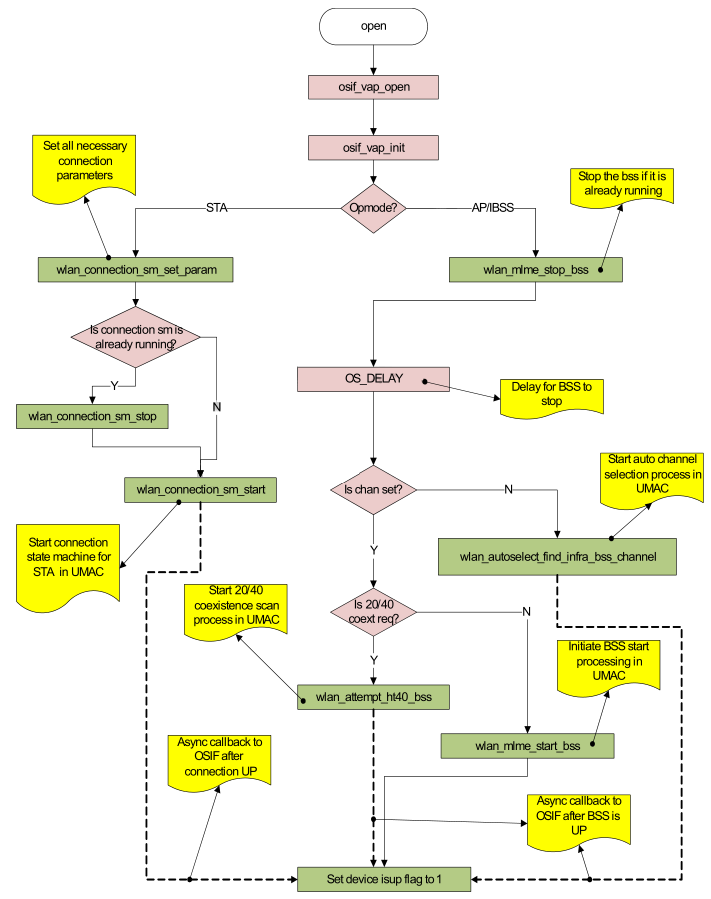 open
osif_vap_open
osif_vap_init
Set all necessary
connection
parameters
Stop the bss if it is
already running
STA
Opmode?
AP/IBSS
wlan_connection_sm_set_param
wlan_mlme_stop_bss
Is connection sm is
already running?
OS_DELAY
Delay for BSS to
stop
Y
N
wlan_connection_sm_stop
Start auto channel
selection process in
UMAC
wlan_connection_sm_start
Is chan set?
N
Start connection
state machine for
STA in UMAC
Y
wlan_autoselect_find_infra_bss_channel
Start 20/40
coexistence scan
process in UMAC
Is 20/40
coext req?
N
Y
Initiate BSS start
processing in
UMAC
wlan_attempt_ht40_bss
wlan_mlme_start_bss
Async callback to
OSIF after
connection UP
Async callback to
OSIF after BSS is
UP
Set device isup flag to 1